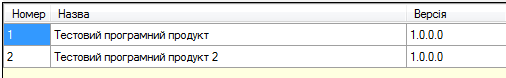 Номер Назва Версія
1 Тестовий програмний продукт 1.0.0.0
2 Тестовий програмний продукт 2 1.0.0.0